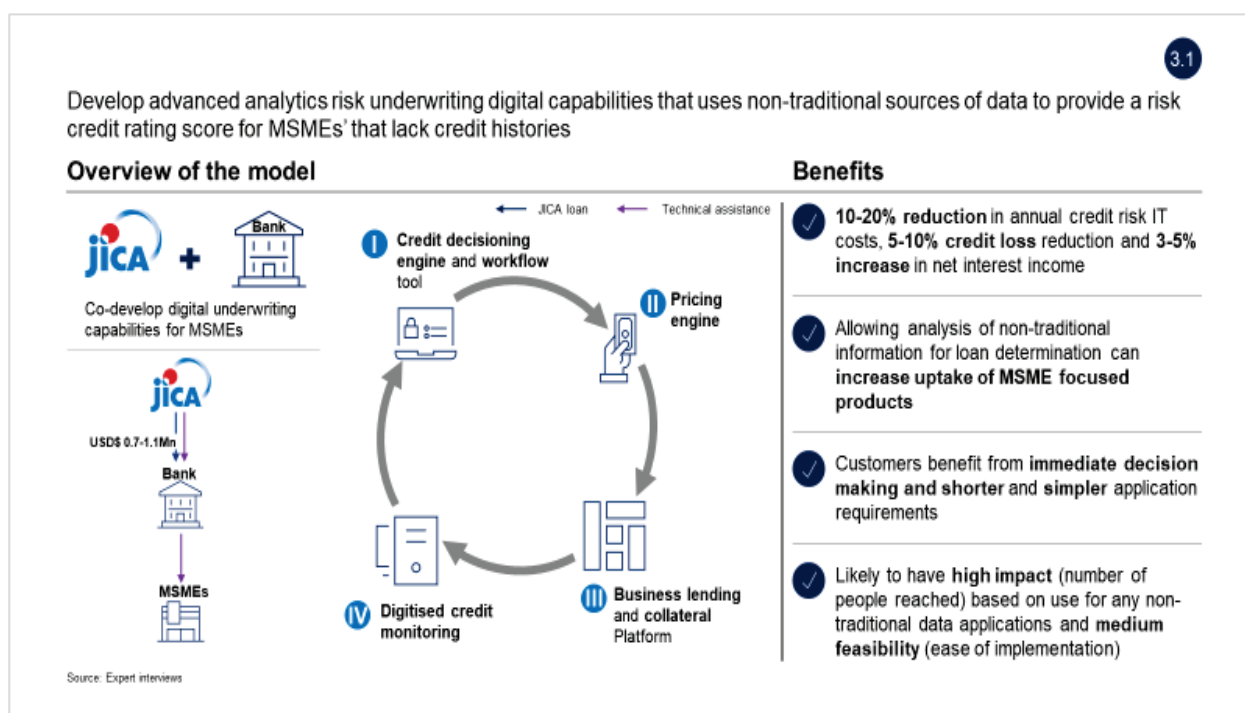 3.1
Develop advanced analytics risk underwriting digital capabilities that uses non-traditional sources of data to provide a risk
credit rating score for MSMEs' that lack credit histories
Overview of the model
JICA loan
Technical assistance
JICA
+
Bank
Co-develop digital underwriting
capabilities for MSMEs
JICA
USD$ 0.7-1.1Mn
Bank
MSMEs
I Credit decisioning
engine and workflow
tool
II Pricing
engine
III Business lending
and collateral
Platform
IV Digitised credit
monitoring
Benefits
10-20% reduction in annual credit risk IT
costs, 5-10% credit loss reduction and 3-5%
increase in net interest income
Allowing analysis of non-traditional
information for loan determination can
increase uptake of MSME focused
products
Customers benefit from immediate decision
making and shorter and simpler application
requirements
Likely to have high impact (number of
people reached) based on use for any non-
traditional data applications and medium
feasibility (ease of implementation)
Source: Expert interviews